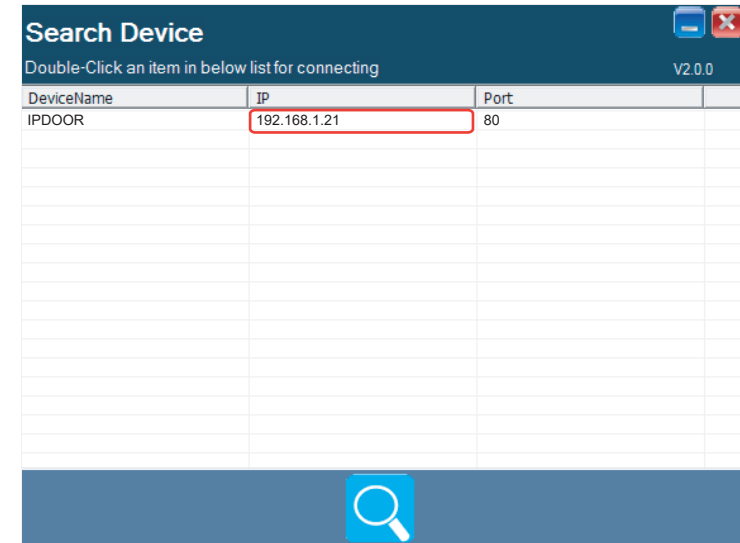 Search Device
Double-Click an item in below list for connecting V2.0.0
DeviceName IP Port
IPDOOR 192.168.1.21 80